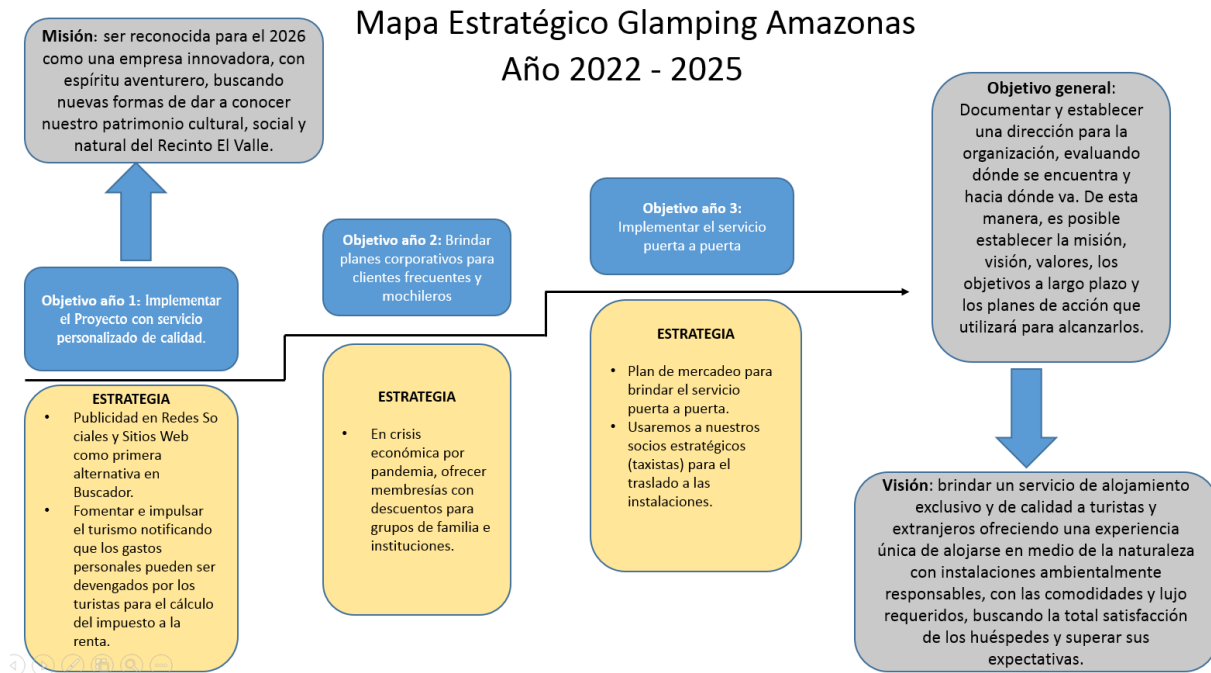 Mapa Estratégico Glamping Amazonas
Año 2022 - 2025
Misión: ser reconocida para el 2026
como una empresa innovadora, con
espíritu aventurero, buscando
nuevas formas de dar a conocer
nuestro patrimonio cultural, social y
natural del Recinto El Valle.
Objetivo año 1: Implementar
el Proyecto con servicio
personalizado de calidad.
ESTRATEGIA
• Publicidad en Redes So
ciales y Sitios Web
como primera
alternativa en
Buscador.
• Fomentar e impulsar
el turismo notificando
que los gastos
personales pueden ser
devengados por los
turistas para el cálculo
del impuesto a la
renta.
Objetivo año 2: Brindar
planes corporativos para
clientes frecuentes y
mochileros
ESTRATEGIA
• En crisis
económica por
pandemia, ofrecer
membresías con
descuentos para
grupos de familia e
instituciones.
Objetivo año 3:
Implementar el servicio
puerta a puerta
ESTRATEGIA
• Plan de mercadeo para
brindar el servicio
puerta a puerta.
• Usaremos a nuestros
socios estratégicos
(taxistas) para el
traslado a las
instalaciones.
Objetivo general:
Documentar y establecer
una dirección para la
organización, evaluando
dónde se encuentra y
hacia dónde va. De esta
manera, es posible
establecer la misión,
visión, valores, los
objetivos a largo plazo y
los planes de acción que
utilizará para alcanzarlos.
Visión: brindar un servicio de alojamiento
exclusivo y de calidad a turistas y
extranjeros ofreciendo una experiencia
única de alojarse en medio de la naturaleza
con instalaciones ambientalmente
responsables, con las comodidades y lujo
requeridos, buscando la total satisfacción
de los huéspedes y superar sus
expectativas.